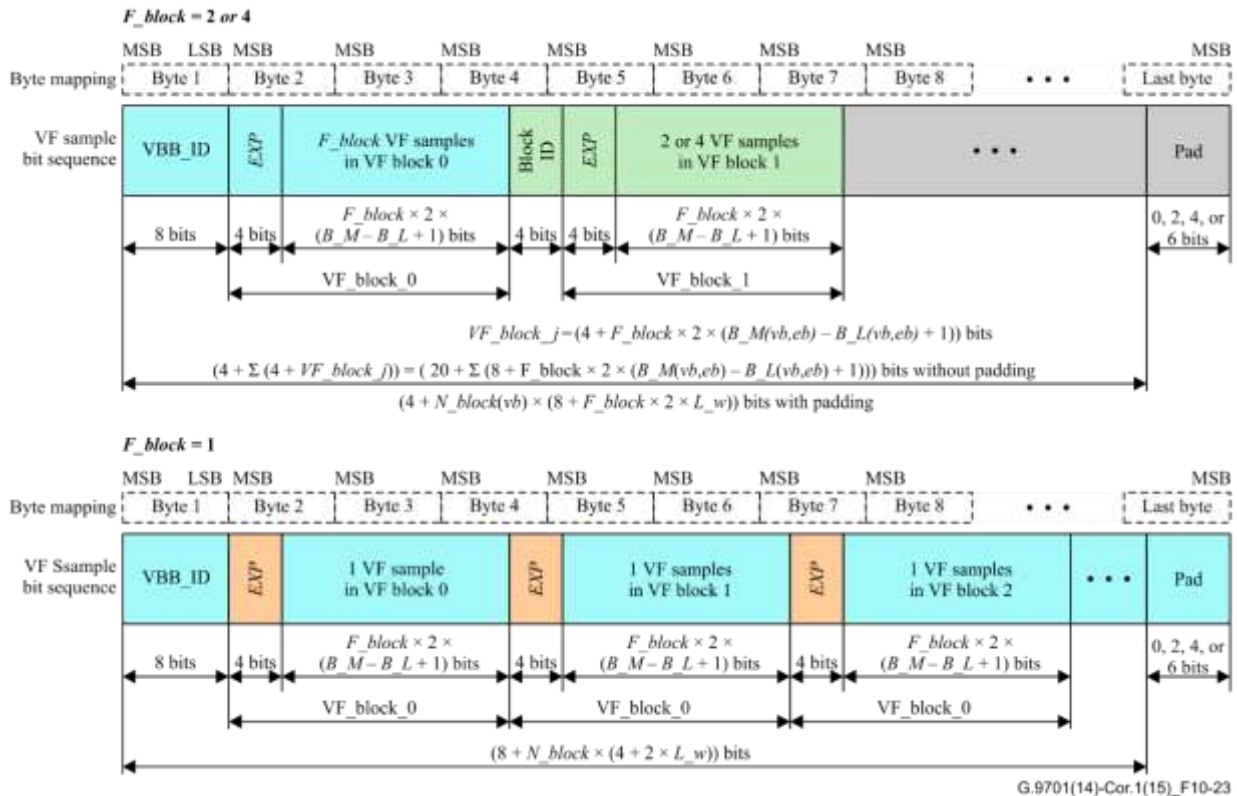 F_block = 2 or 4
MSB LSB MSB MSB MSB MSB MSB MSB MSB MSB
Byte mapping Byte 1 Byte 2 Byte 3 Byte 4 Byte 5 Byte 6 Byte 7 Byte 8 • • • Last byte
VF sample bit sequence
VBB_ID
EXP
F_block VF samples
in VF block 0
Block ID
EXP
2 or 4 VF samples
in VF block 1
• • •
Pad
8 bits
4 bits
F_block × 2 ×
(B_M – B_L + 1) bits
4 bits
4 bits
F_block × 2 ×
(B_M – B_L + 1) bits
0, 2, 4, or
6 bits
VF_block_0
VF_block_1
VF_block_j = (4 + F_block × 2 × (B_M(vb,eb) – B_L(vb,eb) + 1)) bits
(4 + Σ (4 + VF_block_j)) = ( 20 + Σ (8 + F_block × 2 × (B_M(vb,eb) – B_L(vb,eb) + 1))) bits without padding
(4 + N_block(vb) × (8 + F_block × 2 × L_w)) bits with padding
F_block = 1
MSB LSB MSB MSB MSB MSB MSB MSB MSB MSB
Byte mapping Byte 1 Byte 2 Byte 3 Byte 4 Byte 5 Byte 6 Byte 7 Byte 8 • • • Last byte
VF Ssample
bit sequence
VBB_ID
EXP
1 VF sample
in VF block 0
EXP
1 VF samples
in VF block 1
EXP
1 VF samples
in VF block 2
• • •
Pad
8 bits
4 bits
F_block × 2 ×
(B_M – B_L + 1) bits
4 bits
F_block × 2 ×
(B_M – B_L + 1) bits
4 bits
F_block × 2 ×
(B_M – B_L + 1) bits
0, 2, 4, or
6 bits
VF_block_0
VF_block_0
VF_block_0
(8 + N_block × (4 + 2 × L_w)) bits
G.9701(14)-Cor.1(15)_F10-23